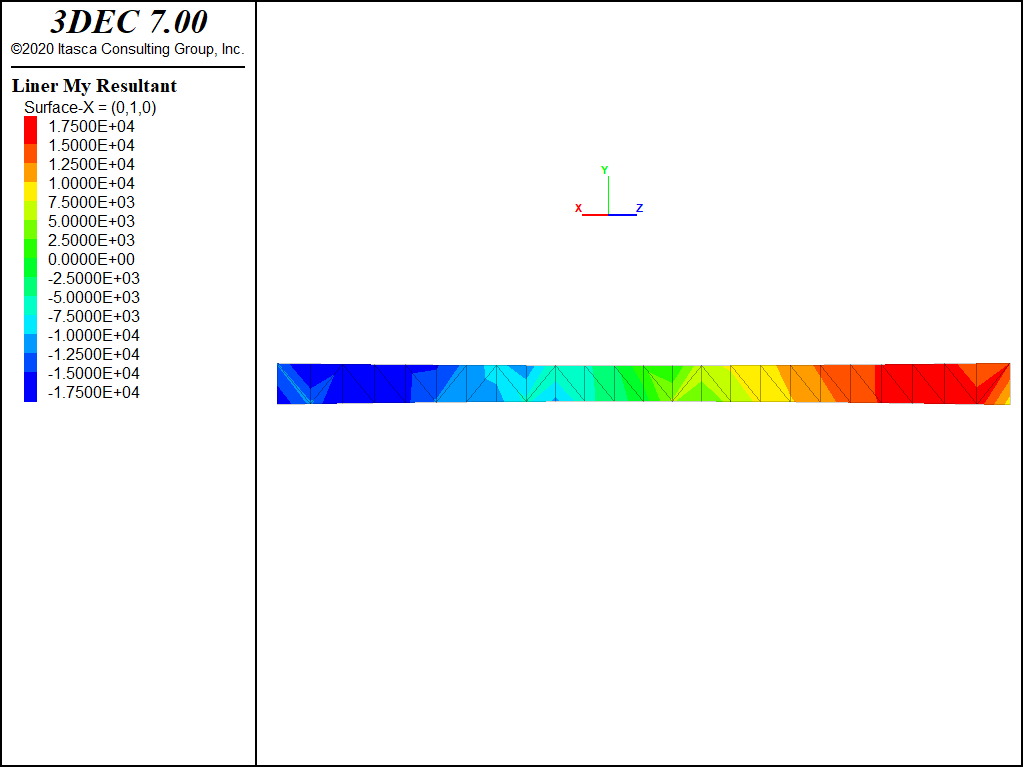 3DEC 7.00
©2020 Itasca Consulting Group, Inc.
Liner My Resultant
Surface-X = (0,1,0)
1.7500E+04
1.5000E+04
1.2500E+04
1.0000E+04
7.5000E+03
5.0000E+03
2.5000E+03
0.0000E+00
-2.5000E+03
-5.0000E+03
-7.5000E+03
-1.0000E+04
-1.2500E+04
-1.5000E+04
-1.7500E+04
Y
X Z